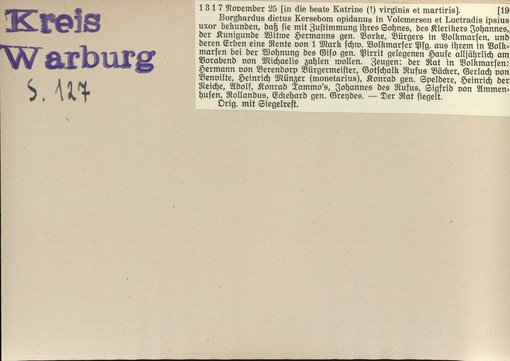 Kreis
Warburg
S. 127
1317 November 25 [in die beate Katrine (!) virginis et martiris]. [19
Borghardus dictus Kersebom opidanus in Volcmersen et Luctradis ipsius
uxor bekunden, daß sie mit Zustimmung ihres Sohnes, des Klerikers Johannes,
der Kunigunde Witwe Hermanns gen. Vorke, Bürgers in Volkmarsen, und
deren Erben eine Rente von 1 Mark schw. Volkmarser Pfg. aus ihrem in Volk-
marsen bei der Wohnung des Giso gen. Pirrit gelegenen Hause alljährlich am
Vorabend von Michaelis zahlen wollen. Zeugen: der Rat in Volkmarsen:
Hermann von Berendorp Bürgermeister, Gotschalk Rufus Bäcker, Gerlach von
Benvilte, Heinrich Münzer (monetarius), Konrad gen. Speldere, Heinrich der
Reiche, Adolf, Konrad Tammo's, Johannes des Rufus, Sigfrid von Ammen-
husen, Rollandus, Eckehard gen. Greydes. — Der Rat siegelt.
Orig. mit Siegelrest.